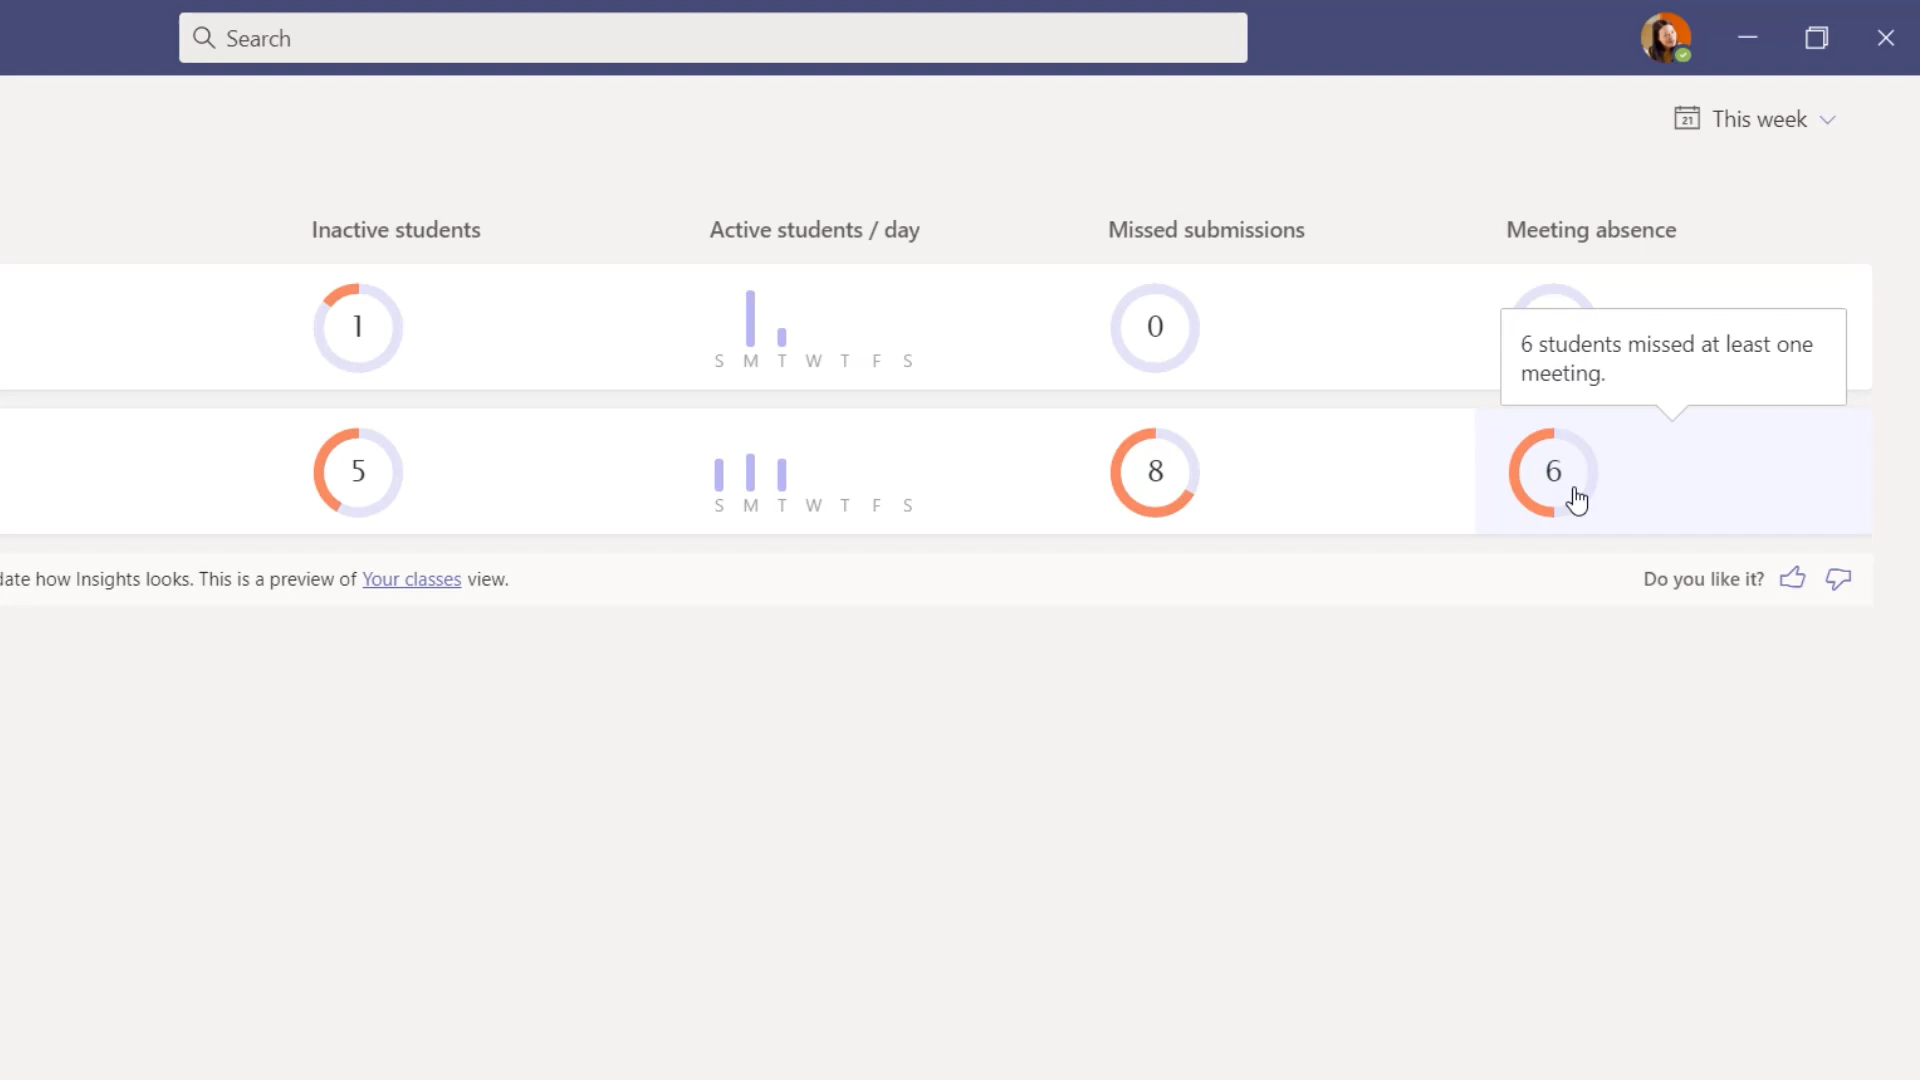 Search
21 This week
Inactive students Active students / day Missed submissions Meeting absence
1 0
S M T W T F S
6 students missed at least one
meeting.
5 8 6
S M T W T F S
date how Insights looks. This is a preview of Your classes view. Do you like it?